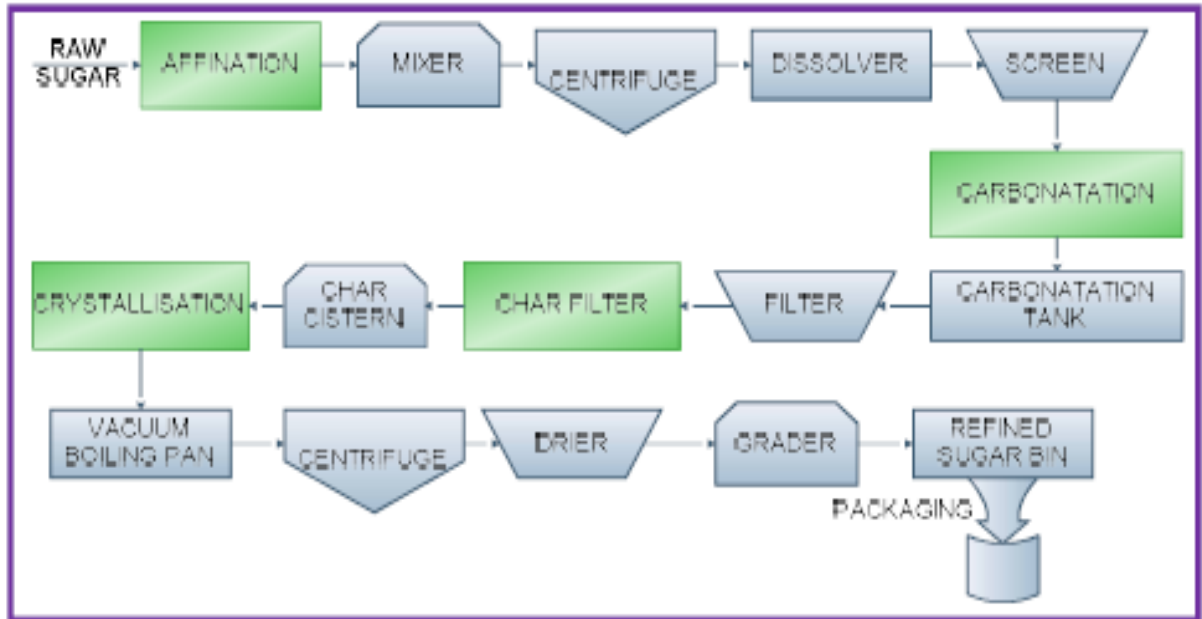 RAW
SUGAR
AFFINATION
MIXER
CENTRIFUGE
DISSOLVER
SCREEN
CARBONATATION
CARBONATATION
TANK
FILTER
CHAR FILTER
CHAR
CISTERN
CRYSTALLISATION
VACUUM
BOILING PAN
CENTRIFUGE
DRIER
GRADER
REFINED
SUGAR BIN
PACKAGING